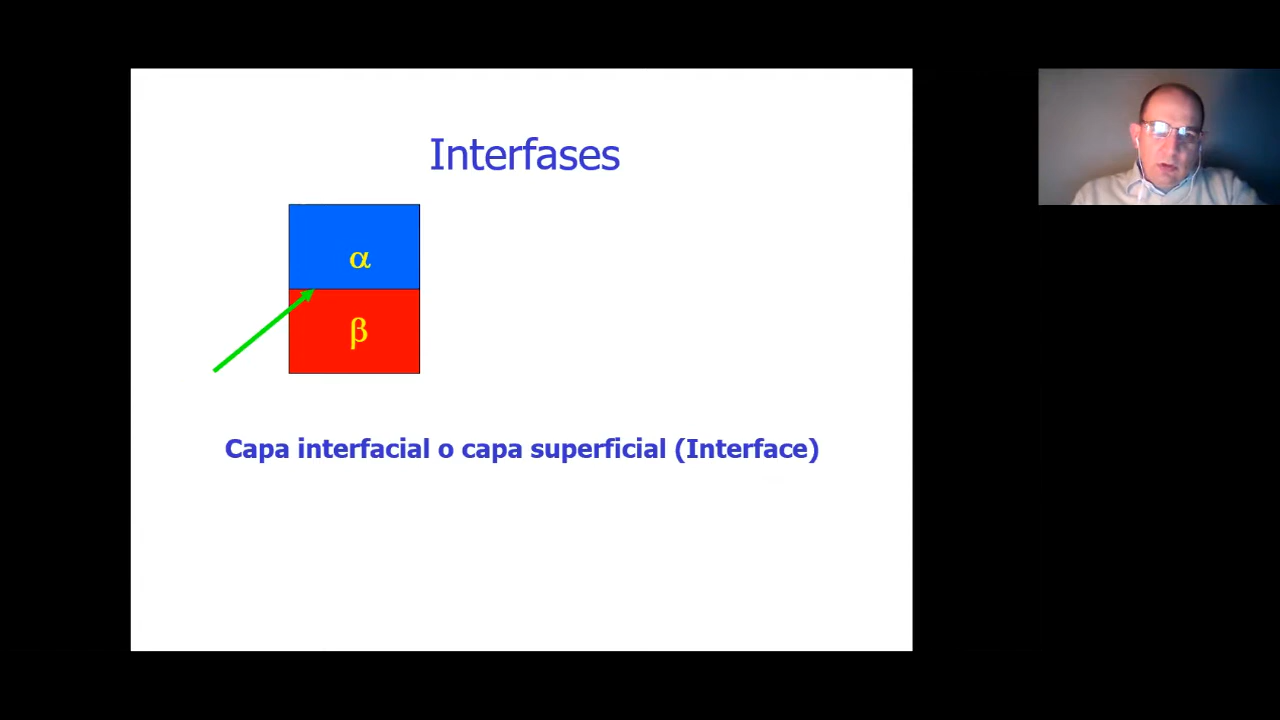 Interfases
α
β
Capa interfacial o capa superficial (Interface)